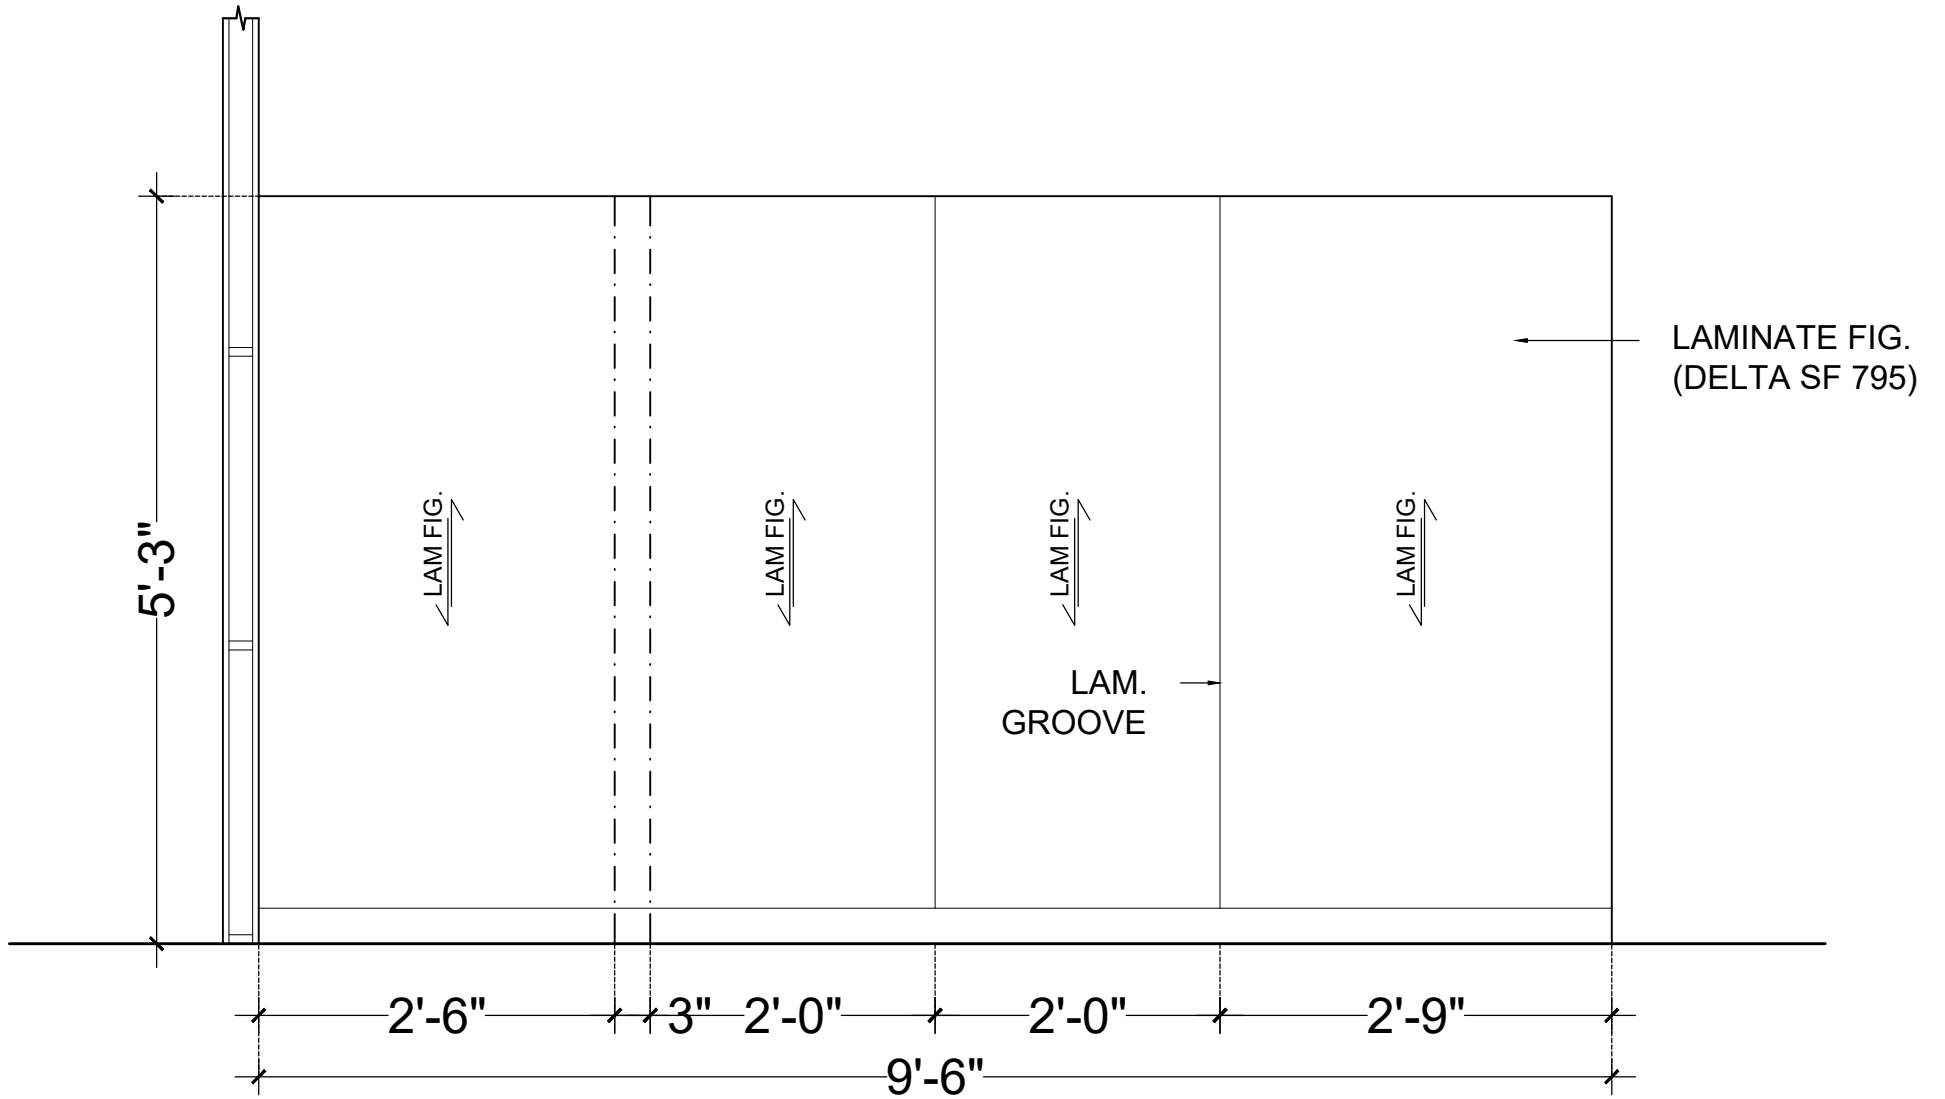 LAMINATE FIG.
(DELTA SF 795)
LAM FIG.
LAM FIG.
LAM FIG.
LAM FIG.
5'-3"
LAM.
GROOVE
2'-6" 3" 2'-0" 2'-0" 2'-9"
9'-6"